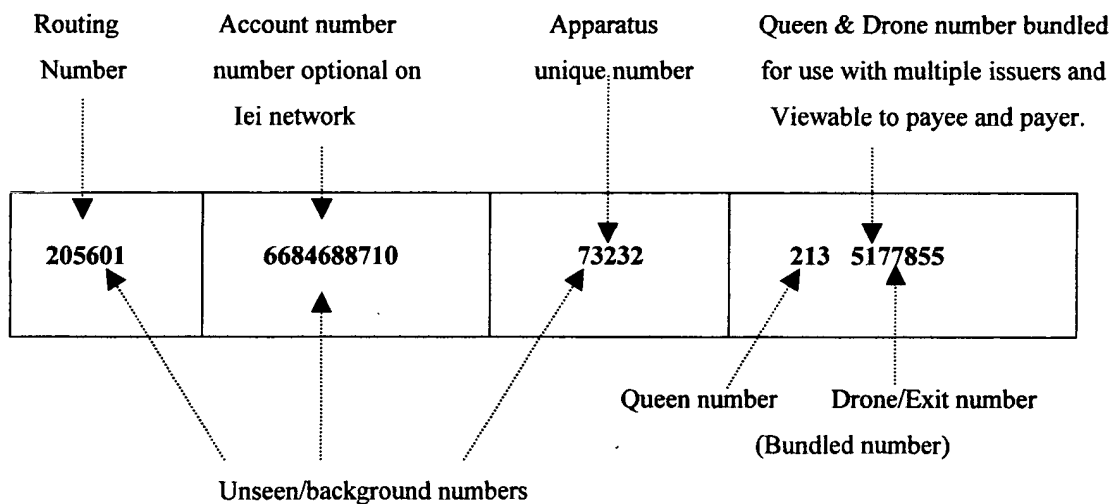 Routing
Number
Account number
number optional on
Iei network
Apparatus
unique number
Queen & Drone number bundled
for use with multiple issuers and
Viewable to payee and payer.
205601
6684688710
73232
213 5177855
Queen number
Drone/Exit number
(Bundled number)
Unseen/background numbers